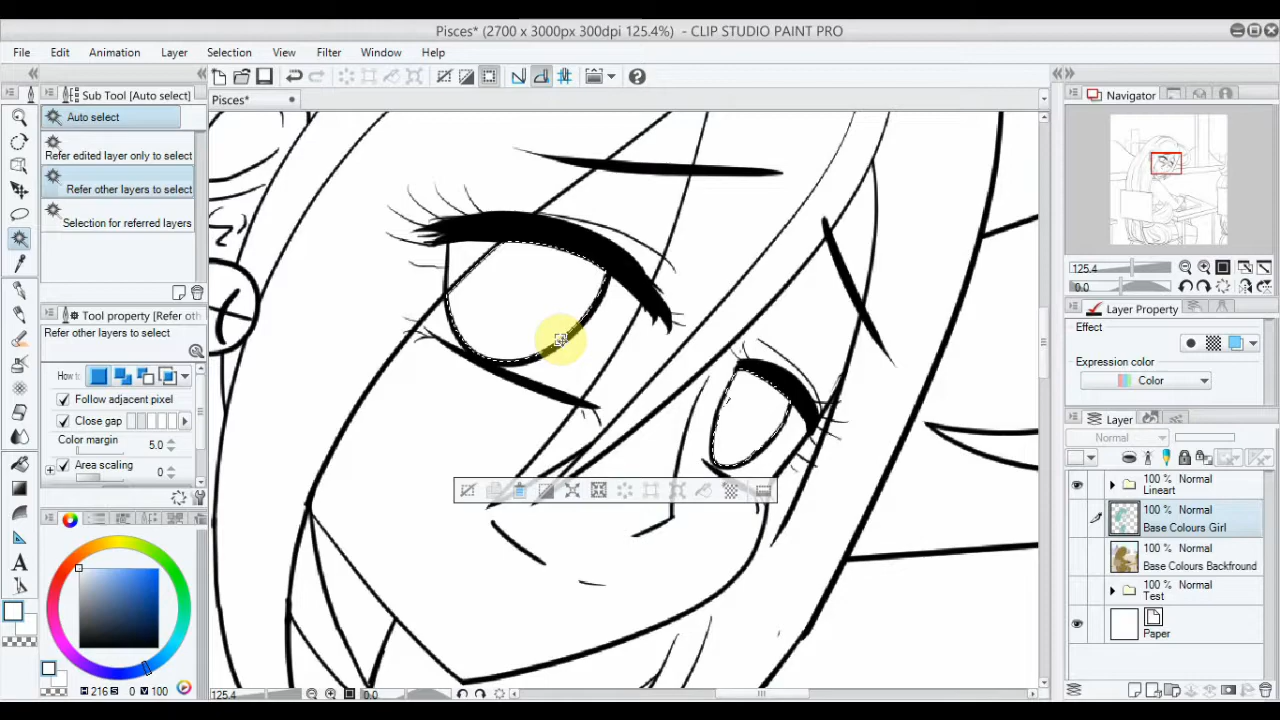 Pisces* (2700 x 3000px 300dpi 125.4%)  - CLIP STUDIO PAINT PRO
File Edit Animation Layer Selection View Filter Window Help
Sub Tool [Auto select]
Pisces*
Navigator
Auto select
Refer edited layer only to select
Refer other layers to select
Selection for referred layers
125.4
0.0
Tool property [Refer ot
Layer Property
Refer other layers to select
Effect
Expression color
Color
How to
Follow adjacent pixel
Close gap
Color margin 5.0
Area scaling 0
Layer
Normal
100 % Normal
Lineart
100 % Normal
Base Colours Girl
100 % Normal
Base Colours Backfround
100 % Normal
Test
Paper
H 216 S 0 V 100
125.4 0.0